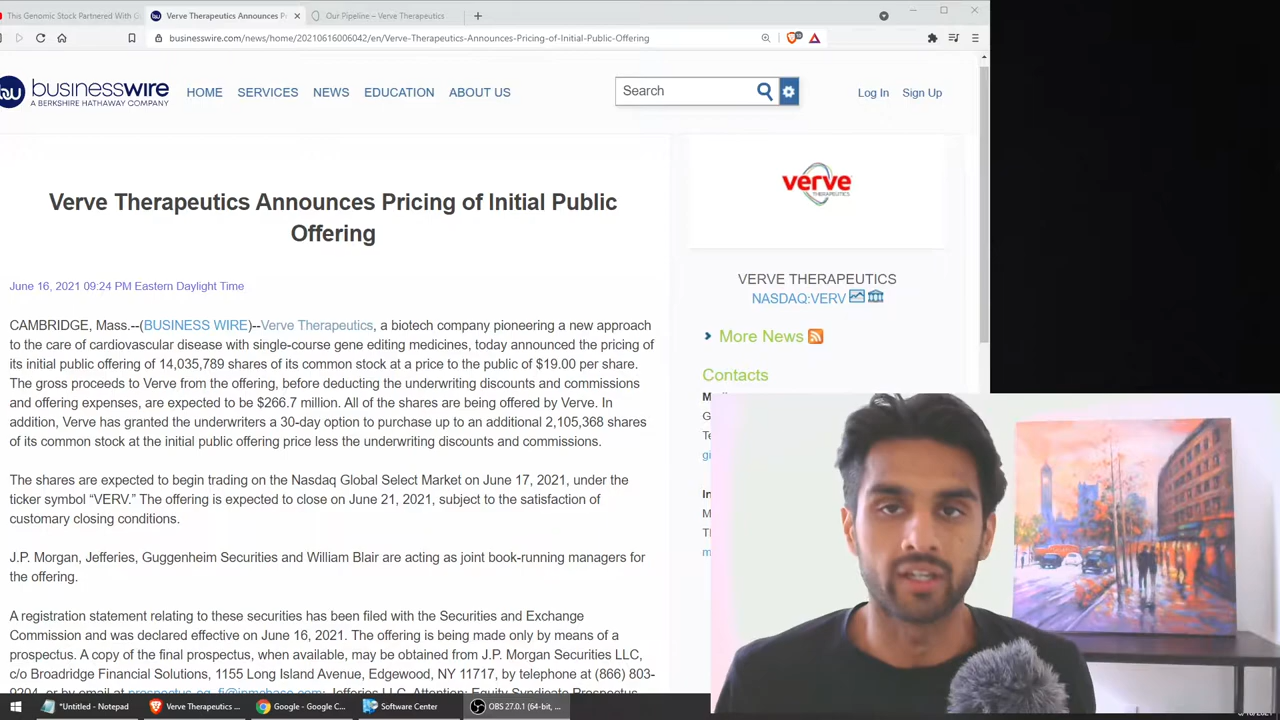 This Genomic Stock Partnered With G
Verve Therapeutics Announces Pr
Our Pipeline – Verve Therapeutics
businesswire.com/news/home/20210616006042/en/Verve-Therapeutics-Announces-Pricing-of-Initial-Public-Offering
businesswire
A BERKSHIRE HATHAWAY COMPANY
HOME SERVICES NEWS EDUCATION ABOUT US
Search
Log In Sign Up
Verve Therapeutics Announces Pricing of Initial Public
Offering
June 16, 2021 09:24 PM Eastern Daylight Time
CAMBRIDGE, Mass.--(BUSINESS WIRE)--Verve Therapeutics, a biotech company pioneering a new approach
to the care of cardiovascular disease with single-course gene editing medicines, today announced the pricing of
its initial public offering of 14,035,789 shares of its common stock at a price to the public of $19.00 per share.
The gross proceeds to Verve from the offering, before deducting the underwriting discounts and commissions
and offering expenses, are expected to be $266.7 million. All of the shares are being offered by Verve. In
addition, Verve has granted the underwriters a 30-day option to purchase up to an additional 2,105,368 shares
of its common stock at the initial public offering price less the underwriting discounts and commissions.
The shares are expected to begin trading on the Nasdaq Global Select Market on June 17, 2021, under the
ticker symbol “VERV.” The offering is expected to close on June 21, 2021, subject to the satisfaction of
customary closing conditions.
J.P. Morgan, Jefferies, Guggenheim Securities and William Blair are acting as joint book-running managers for
the offering.
A registration statement relating to these securities has been filed with the Securities and Exchange
Commission and was declared effective on June 16, 2021. The offering is being made only by means of a
prospectus. A copy of the final prospectus, when available, may be obtained from J.P. Morgan Securities LLC,
c/o Broadridge Financial Solutions, 1155 Long Island Avenue, Edgewood, NY 11717, by telephone at (866) 803-
9204, or by email at prospectus-eq_fi@jpmchase.com; Jefferies LLC, Attention: Equity Syndicate Prospectus
verve
THERAPEUTICS
VERVE THERAPEUTICS
NASDAQ:VERV
More News
Contacts
*Untitled - Notepad
Verve Therapeutics ...
Google - Google C...
Software Center
OBS 27.0.1 (64-bit, ...